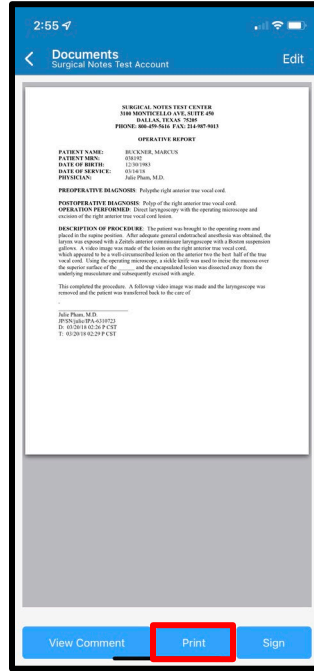 2:55
Documents
Surgical Notes Test Account
Edit
SURGICAL NOTES TEST CENTER
3100 MONTICELLO AVE, SUITE 450
DALLAS, TEXAS 75205
PHONE: 800-459-5616 FAX: 214-987-9013
OPERATIVE REPORT
PATIENT NAME: BUCKNER, MARCUS
PATIENT MRN: 038192
DATE OF BIRTH: 12/30/1983
DATE OF SERVICE: 03/14/18
PHYSICIAN: Julie Pham, M.D.
PREOPERATIVE DIAGNOSIS: Polypthe right anterior true vocal cord.
POSTOPERATIVE DIAGNOSIS: Polyp of the right anterior true vocal cord.
OPERATION PERFORMED: Direct laryngoscopy with the operating microscope and
excision of the right anterior true vocal cord lesion.
DESCRIPTION OF PROCEDURE: The patient was brought to the operating room and
placed in the supine position. After adequate general endotracheal anesthesia was obtained, the
larynx was exposed with a Zeitels anterior commissure laryngoscope with a Boston suspension
gallows. A video image was made of the lesion on the right anterior true vocal cord,
which appeared to be a well-circumscribed lesion on the anterior two the best half of the true
vocal cord. Using the operating microscope, a sickle knife was used to incise the mucosa over
the superior surface of the ______ and the encapsulated lesion was dissected away from the
underlying musculature and subsequently excised with angle.
This completed the procedure. A followup video image was made and the laryngoscope was
removed and the patient was transferred back to the care of
.
Julie Pham, M.D.
JP/SN/julie/IPA-6310723
D: 03/20/18 02:26 P CST
T: 03/20/18 02:29 P CST
View Comment
Print
Sign